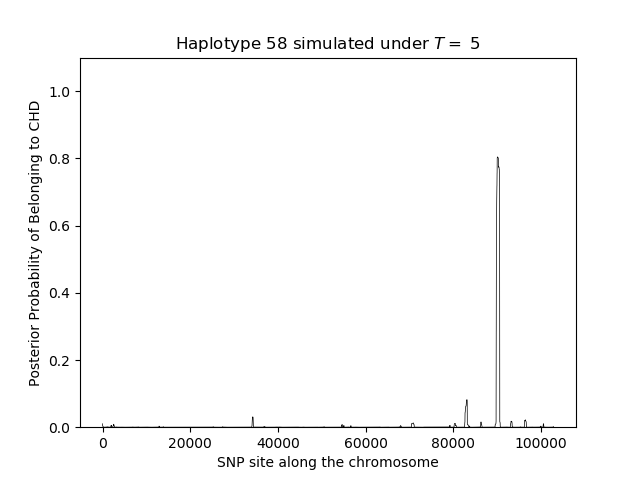 Haplotype 58 simulated under T = 5
Posterior Probability of Belonging to CHD
1.0
0.8
0.6
0.4
0.2
0.0
0 20000 40000 60000 80000 100000
SNP site along the chromosome